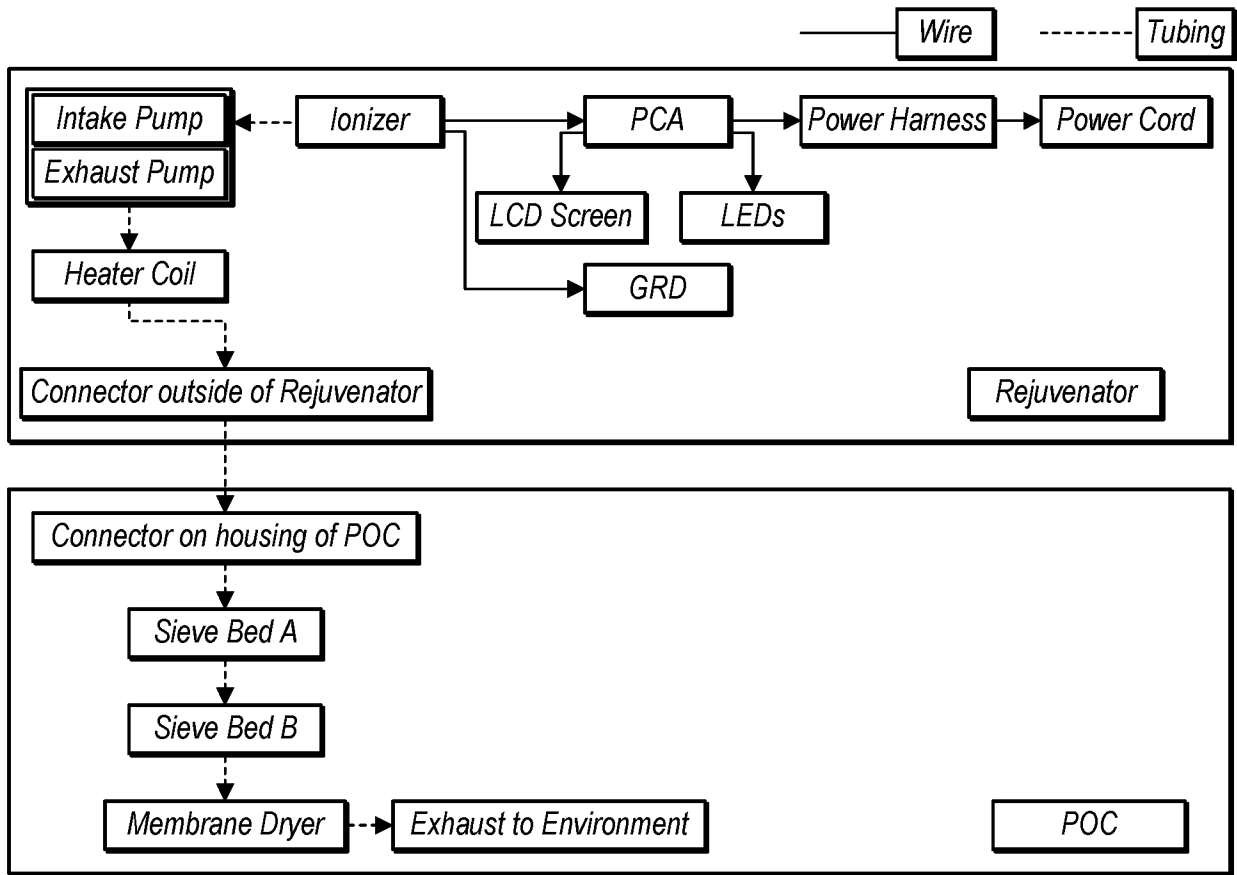 Wire
Tubing
Intake Pump
Ionizer
PCA
Power Harness
Power Cord
Exhaust Pump
LCD Screen
LEDs
Heater Coil
GRD
Connector outside of Rejuvenator
Rejuvenator
Connector on housing of POC
Sieve Bed A
Sieve Bed B
Membrane Dryer
Exhaust to Environment
POC